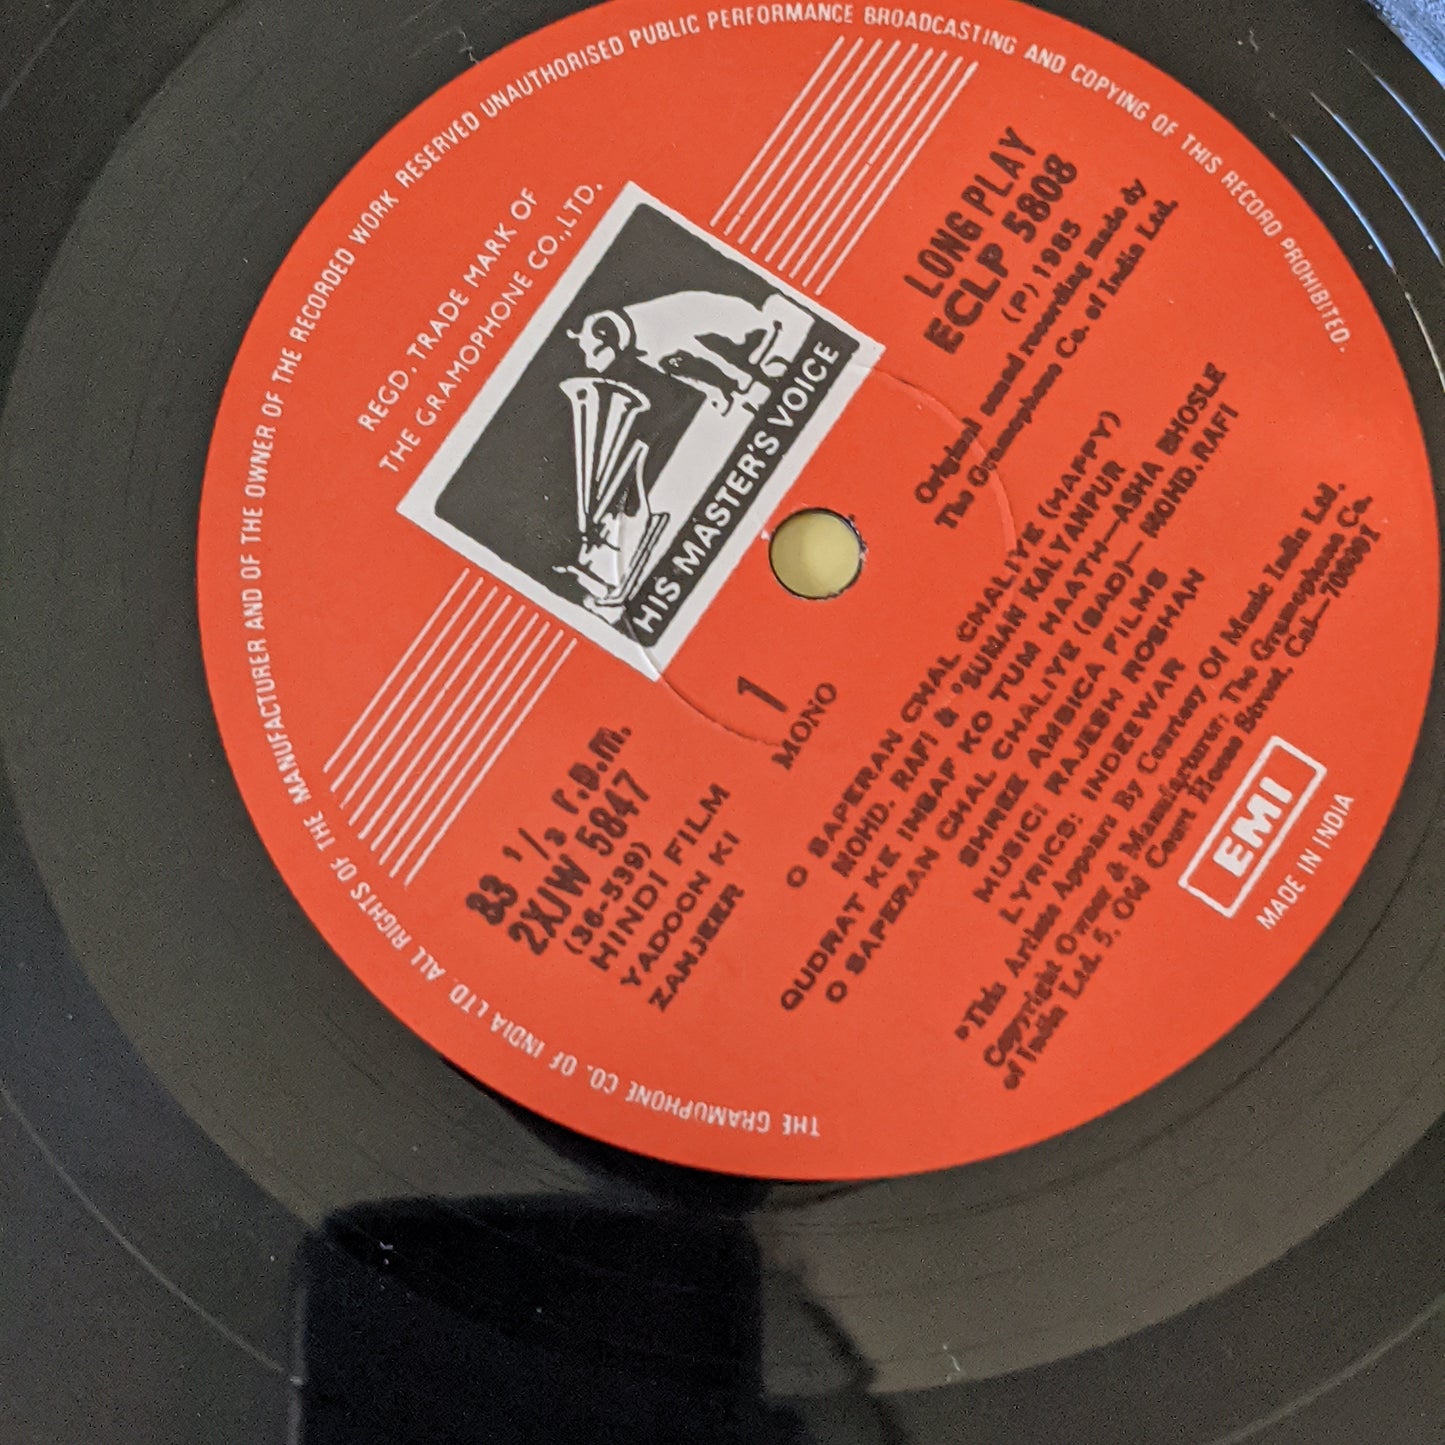 THE GRAMOPHONE CO. OF INDIA LTD. ALL RIGHTS OF THE MANUFACTURER AND OF THE OWNER OF THE RECORDED WORK RESERVED UNAUTHORISED PUBLIC PERFORMANCE BROADCASTING AND COPYING OF THIS RECORD PROHIBITED.
REGD. TRADE MARK OF
THE GRAMOPHONE CO., LTD.
HIS MASTER'S VOICE
83 ¹/₃ r.p.m.
2XJW 5847
(S6-539)
HINDI FILM
YADOON KI
ZANJEER
1
MONO
LONG PLAY
ECLP 5808
(P) 1985
Original sound recording made by
The Gramophone Co. of India Ltd.
O SAPERAN CHAL CHALIYE (HAPPY)
MOHD. RAFI & *SUMAN KALYANPUR
QUDRAT KE INSAF KO TUM HAATH—ASHA BHOSLE
O SAPERAN CHAL CHALIYE (SAD)— MOHD.RAFI
SHREE AMBICA FILMS
MUSIC: RAJESH ROSHAN
LYRICS: INDEEWAR
*This Artiste Appears By Courtesy Of Music India Ltd.
Copyright Owner & Manufacturer: The Gramophone Co.
of India Ltd. 5, Old Court House Street, Cal—700001
EMI
MADE IN INDIA